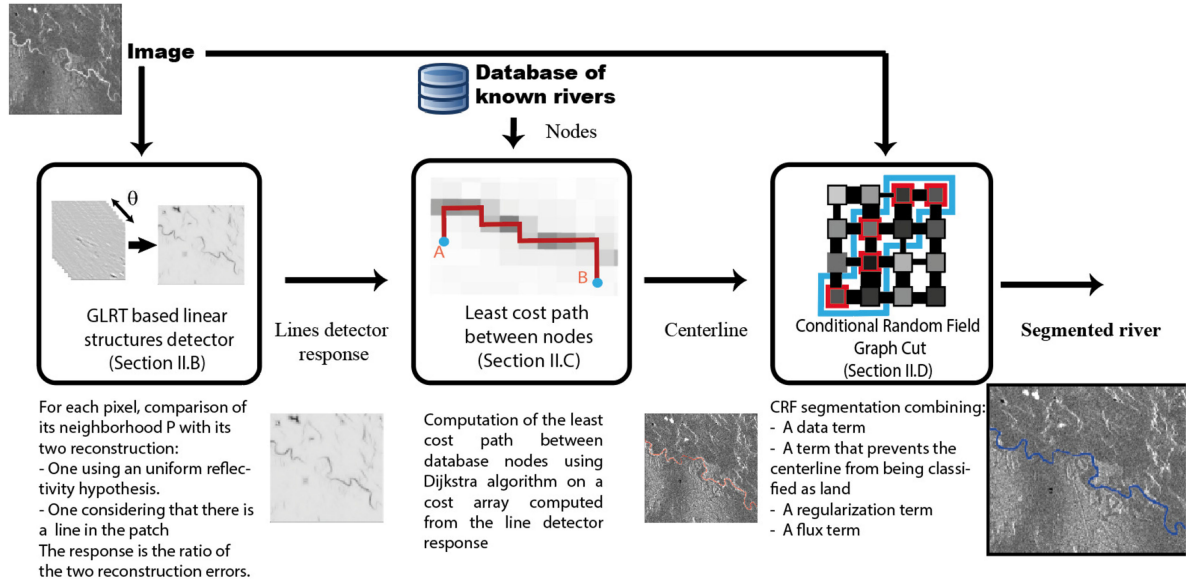 Image
Database of
known rivers
Nodes
θ
GLRT based linear
structures detector
(Section II.B)
Lines detector
response
A
B
Least cost path
between nodes
(Section II.C)
Centerline
Conditional Random Field
Graph Cut
(Section II.D)
Segmented river
For each pixel, comparison of
its neighborhood P with its
two reconstruction:
- One using an uniform reflec-
tivity hypothesis.
- One considering that there is
a line in the patch
The response is the ratio of
the two reconstruction errors.
Computation of the least
cost path between
database nodes using
Dijkstra algorithm on a
cost array computed
from the line detector
response
CRF segmentation combining:
- A data term
- A term that prevents the
centerline from being classi-
fied as land
- A regularization term
- A flux term